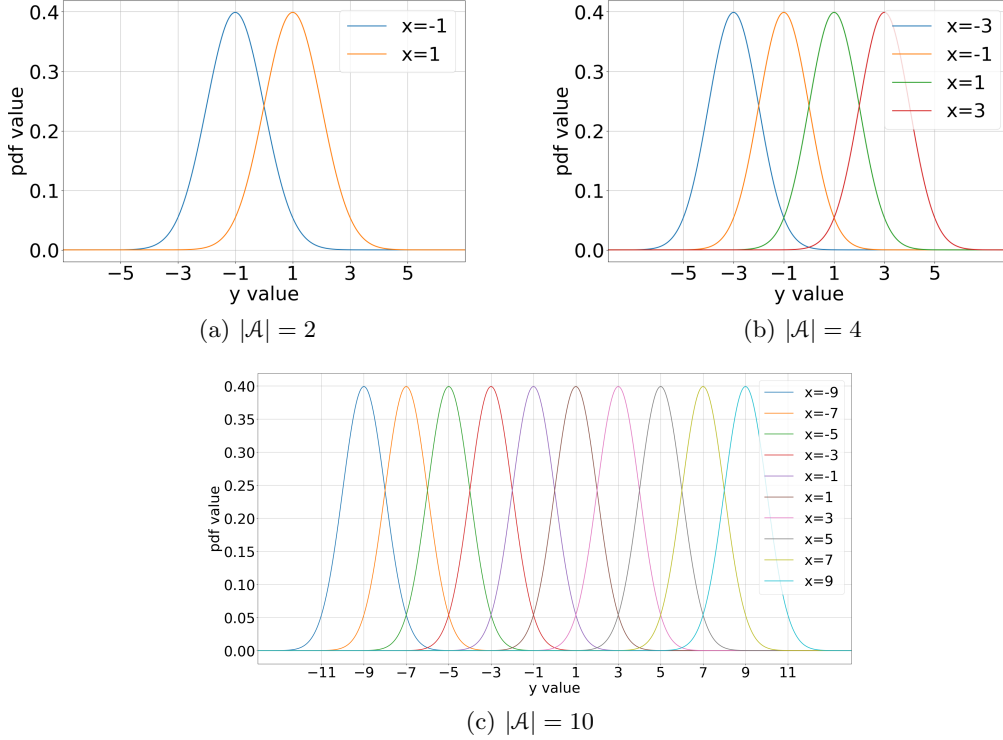 0.4
0.3
0.2
0.1
0.0
pdf value
−5
−3
−1
1
3
5
y value
x=-1
x=1
(a) |𝒜| = 2
0.4
0.3
0.2
0.1
0.0
pdf value
−5
−3
−1
1
3
5
y value
x=-3
x=-1
x=1
x=3
(b) |𝒜| = 4
0.40
0.35
0.30
0.25
0.20
0.15
0.10
0.05
0.00
pdf value
−11
−9
−7
−5
−3
−1
1
3
5
7
9
11
y value
x=-9
x=-7
x=-5
x=-3
x=-1
x=1
x=3
x=5
x=7
x=9
(c) |𝒜| = 10